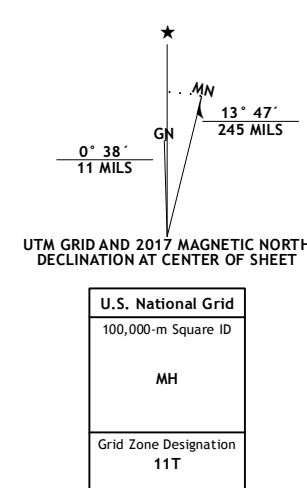 ★
MN
13° 47´
245 MILS
GN
0° 38´
11 MILS
UTM GRID AND 2017 MAGNETIC NORTH
DECLINATION AT CENTER OF SHEET
U.S. National Grid
100,000-m Square ID
MH
Grid Zone Designation
11T